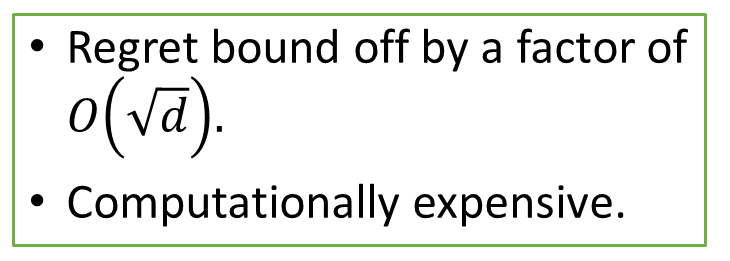 • Regret bound off by a factor of
O(√d).
• Computationally expensive.